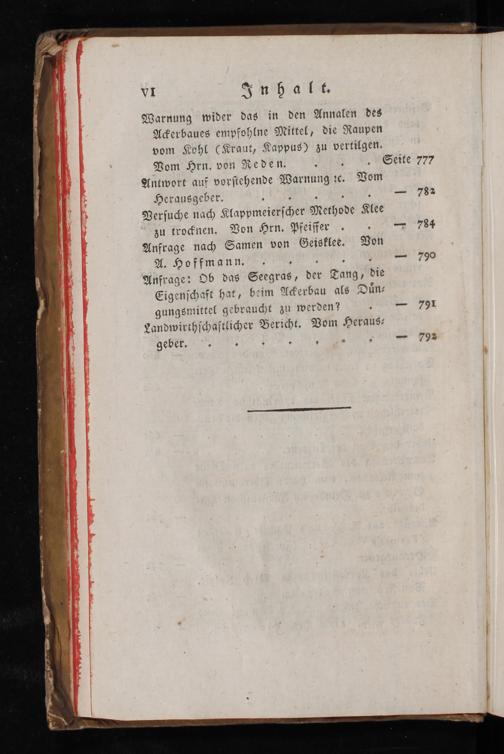 VI Inhalt.
Warnung wider das in den Annalen des
Ackerbaues empfohlne Mittel, die Raupen
vom Kohl (Kraut, Kappus) zu vertilgen.
Vom Hrn. von Reden. . . . Seite 777
Antwort auf vorstehende Warnung ꝛc. Vom
Herausgeber. . . . . . — 782
Versuche nach Klappmeierscher Methode Klee
zu trocknen. Von Hrn. Pfeiffer . . — 784
Anfrage nach Samen von Geisklee. Von
A. Hoffmann. . . . . . — 790
Anfrage: Ob das Seegras, der Tang, die
Eigenschaft hat, beim Ackerbau als Dün-
gungsmittel gebraucht zu werden? . — 791
Landwirthschaftlicher Bericht. Vom Heraus-
geber. . . . . . . . — 792